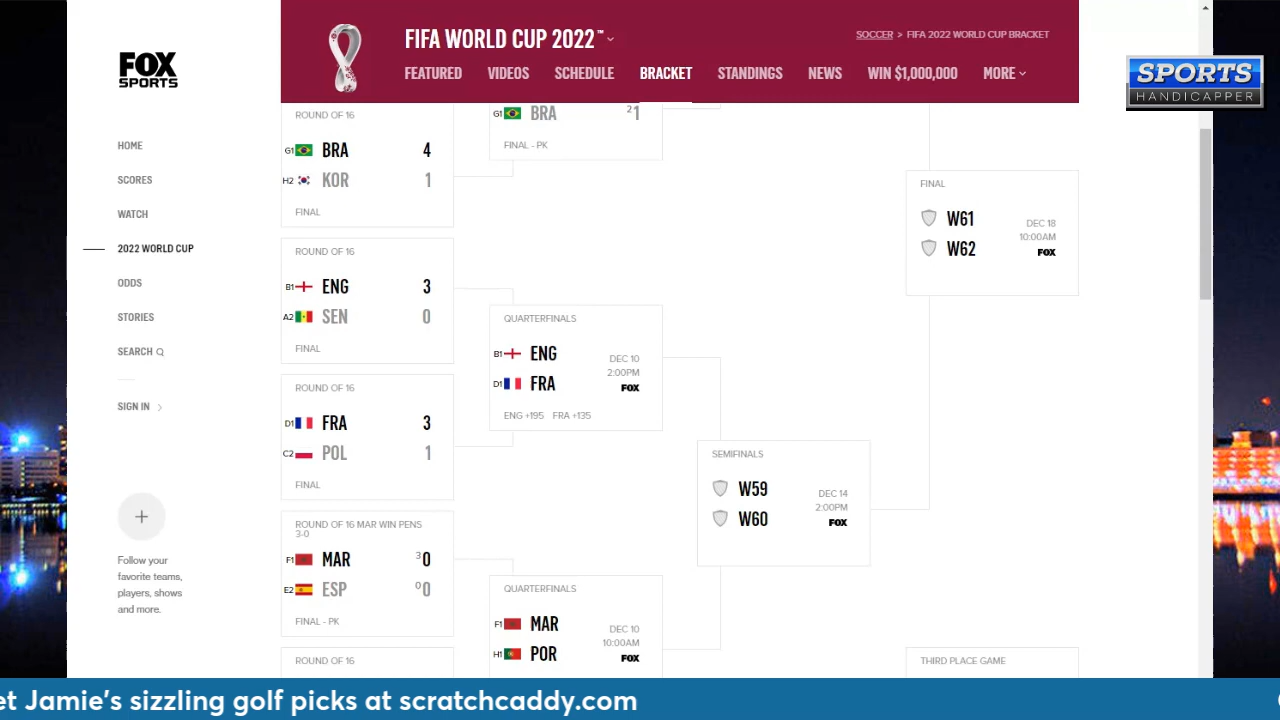 FIFA WORLD CUP 2022™
SOCCER > FIFA 2022 WORLD CUP BRACKET
FEATURED VIDEOS SCHEDULE BRACKET STANDINGS NEWS WIN $1,000,000 MORE
SPORTS
HANDICAPPER
FOX
SPORTS
HOME
SCORES
WATCH
2022 WORLD CUP
ODDS
STORIES
SEARCH
SIGN IN
+
Follow your
favorite teams,
players, shows
and more.
ROUND OF 16
G1 BRA 4
H2 KOR 1
FINAL
ROUND OF 16
B1 ENG 3
A2 SEN 0
FINAL
ROUND OF 16
D1 FRA 3
C2 POL 1
FINAL
ROUND OF 16 MAR WIN PENS
3-0
F1 MAR 3 0
E2 ESP 0 0
FINAL - PK
ROUND OF 16
G1 BRA 2 1
FINAL - PK
QUARTERFINALS
B1 ENG
D1 FRA
DEC 10
2:00PM
FOX
ENG +195 FRA +135
QUARTERFINALS
F1 MAR
H1 POR
DEC 10
10:00AM
FOX
SEMIFINALS
W59
W60
DEC 14
2:00PM
FOX
FINAL
W61
W62
DEC 18
10:00AM
FOX
THIRD PLACE GAME
et Jamie's sizzling golf picks at scratchcaddy.com